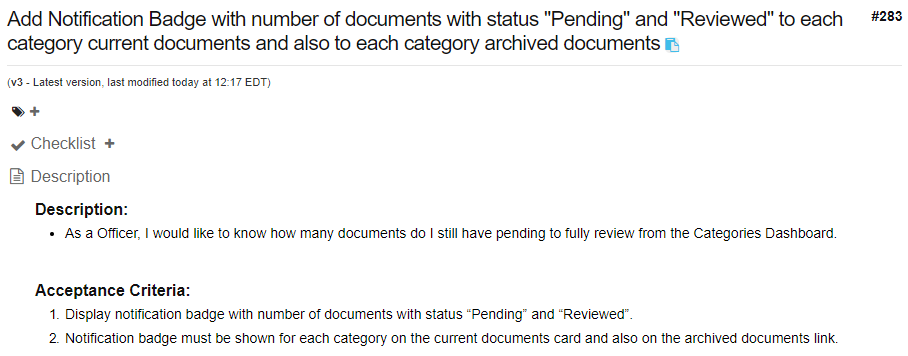 Add Notification Badge with number of documents with status "Pending" and "Reviewed" to each
#283
category current documents and also to each category archived documents
(v3 - Latest version, last modified today at 12:17 EDT)
Checklist +
Description
Description:
• As a Officer, I would like to know how many documents do I still have pending to fully review from the Categories Dashboard.
Acceptance Criteria:
1. Display notification badge with number of documents with status “Pending” and “Reviewed”.
2. Notification badge must be shown for each category on the current documents card and also on the archived documents link.